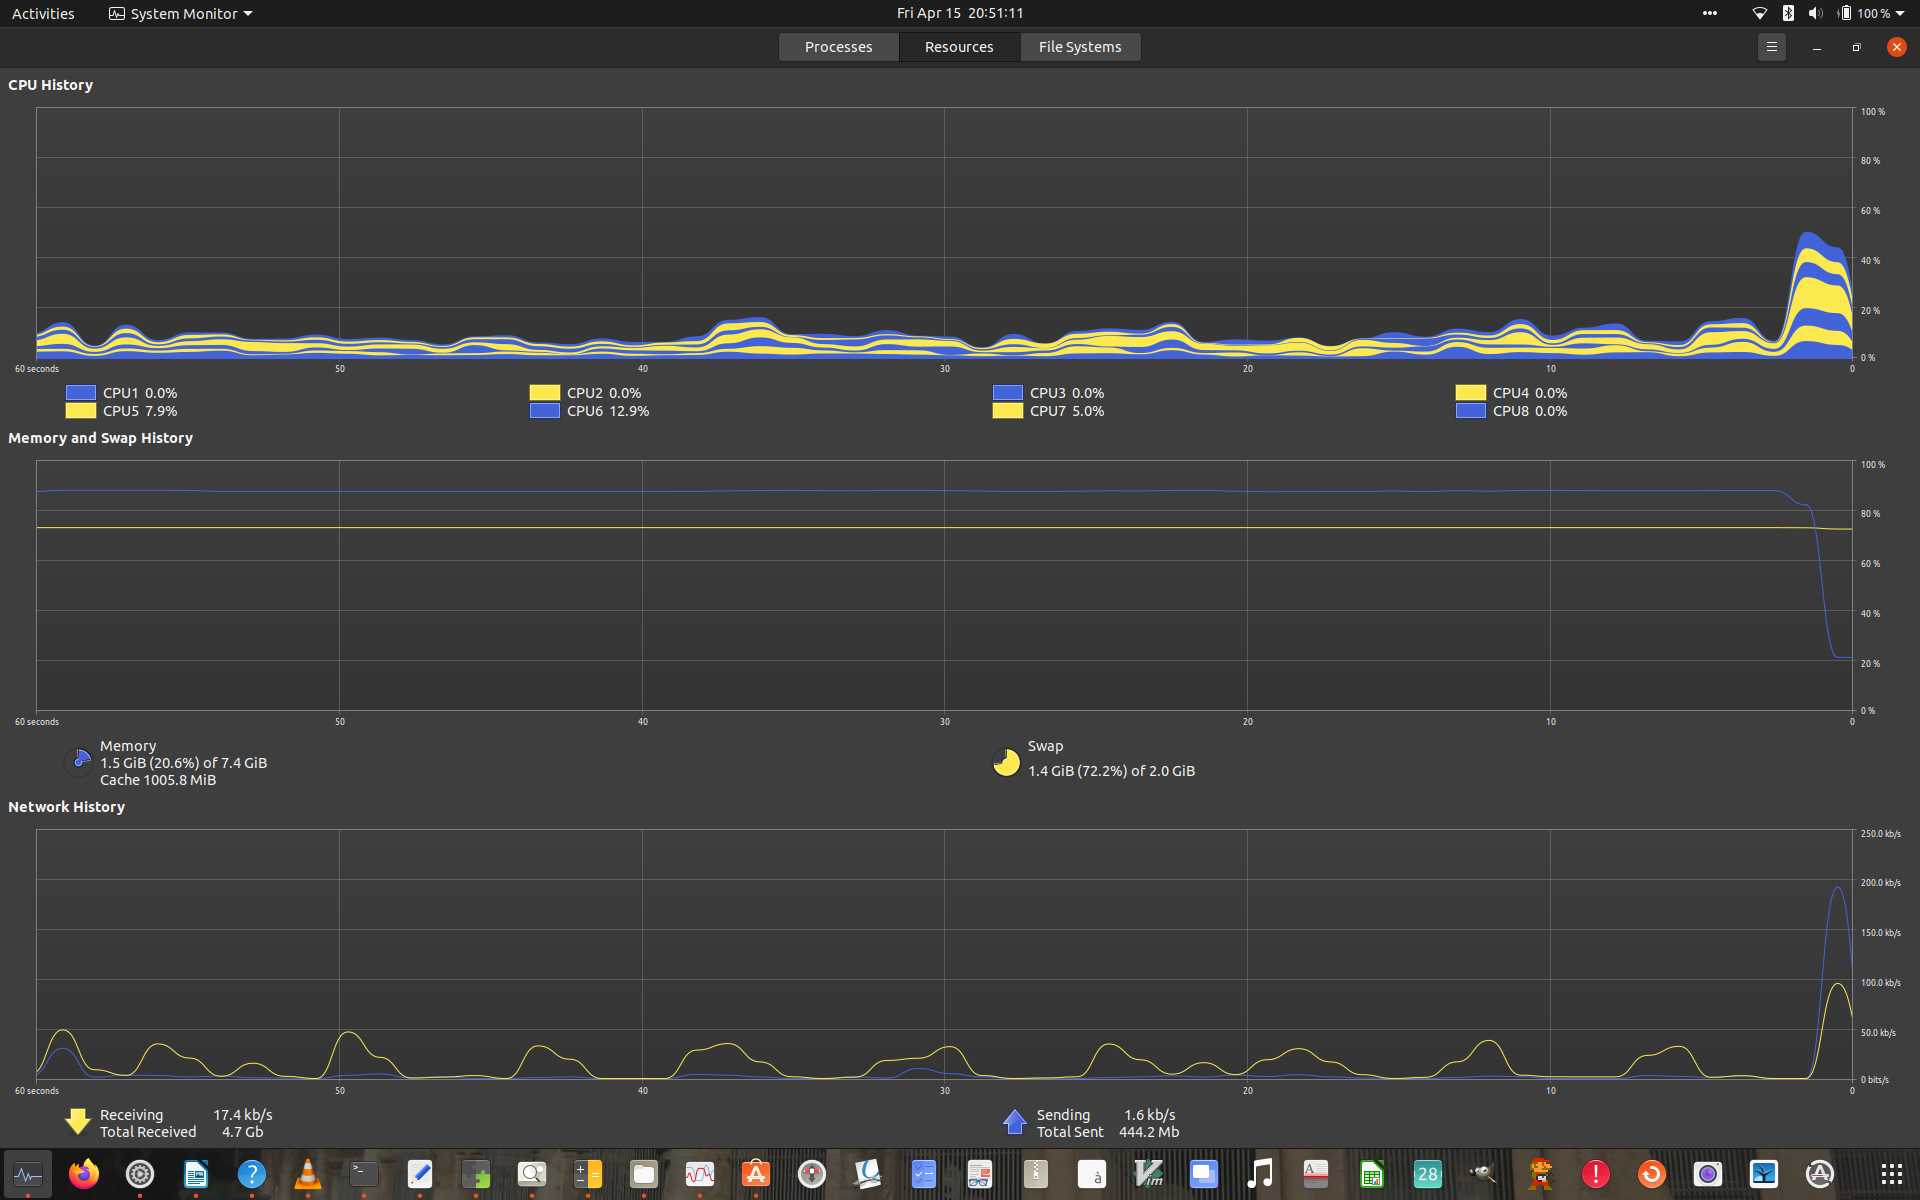 Activities
System Monitor
Fri Apr 15 20:51:11
100 %
Processes
Resources
File Systems
CPU History
100 %
80 %
60 %
40 %
20 %
0 %
60 seconds
50
40
30
20
10
0
CPU1 0.0%
CPU2 0.0%
CPU3 0.0%
CPU4 0.0%
CPU5 7.9%
CPU6 12.9%
CPU7 5.0%
CPU8 0.0%
Memory and Swap History
100 %
80 %
60 %
40 %
20 %
0 %
60 seconds
50
40
30
20
10
0
Memory
1.5 GiB (20.6%) of 7.4 GiB
Cache 1005.8 MiB
Swap
1.4 GiB (72.2%) of 2.0 GiB
Network History
250.0 kb/s
200.0 kb/s
150.0 kb/s
100.0 kb/s
50.0 kb/s
0 bits/s
60 seconds
50
40
30
20
10
0
Receiving 17.4 kb/s
Total Received 4.7 Gb
Sending 1.6 kb/s
Total Sent 444.2 Mb
à
Vim
A
28